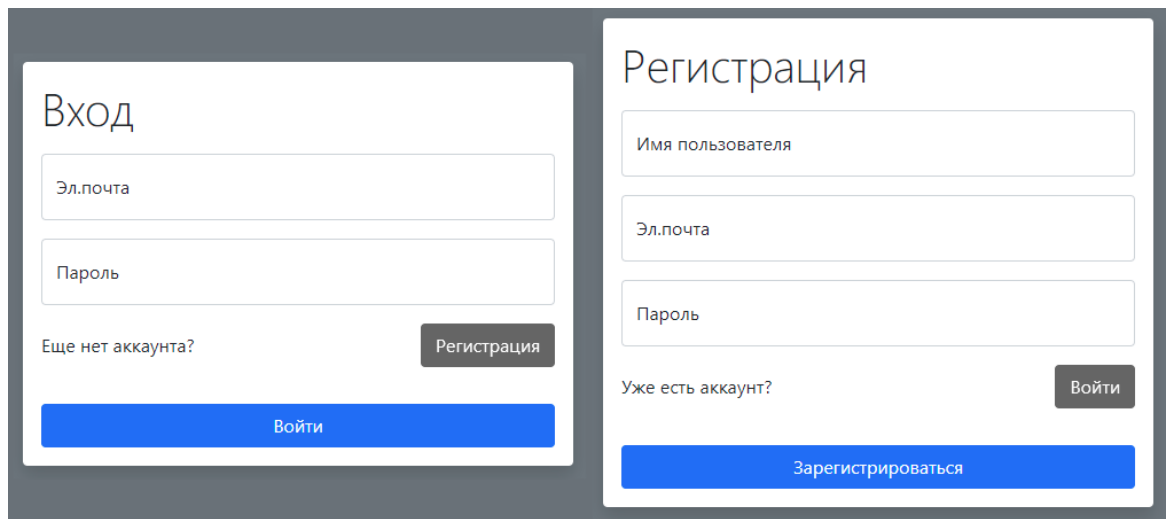 Вход
Эл.почта
Пароль
Еще нет аккаунта?
Регистрация
Войти
Регистрация
Имя пользователя
Эл.почта
Пароль
Уже есть аккаунт?
Войти
Зарегистрироваться